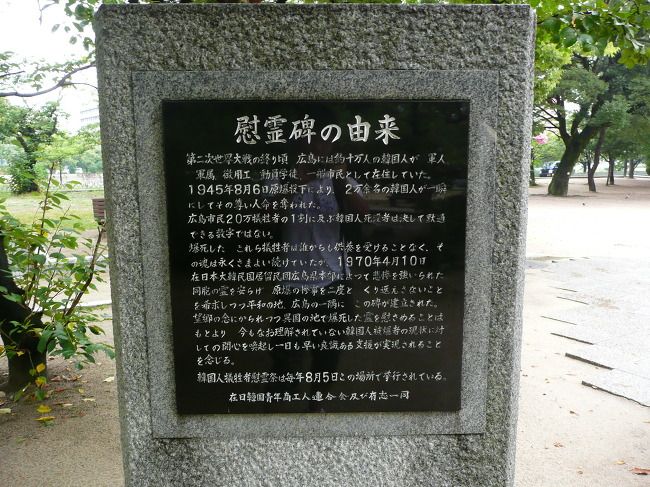 慰霊碑の由来
第二次世界大戦の終り頃 広島には約十万人の韓国人が 軍人
軍属 徴用工 動員学徒 一般市民として在住していた。
1945年8月6日原爆投下により、2万余名の韓国人が一瞬
にしてその尊い人命を奪われた。
広島市民20万犠牲者の1割に及ぶ韓国人死没者は決して黙過
できる数字ではない。
爆死した これら犠牲者は誰からも供養を受けることなく、そ
の魂は永くさまよい続けていたが、1970年4月10日
在日本大韓民国居留民団広島県本部によって悲惨を強いられた
同胞の霊を安らげ 原爆の惨事を二度と くり返えさないこと
を希求しつつ平和の地、広島の一隅に この碑が建立された。
望郷の念にかられつつ異国の地で爆死した霊を慰さめることは
もとより 今もなお理解されていない韓国人被爆者の現状に対
しての関心を喚起し一日も早い良識ある支援が実現されること
を念じる。
韓国人犠牲者慰霊祭は毎年8月5日この場所で挙行されている。
在日韓国青年商工人連合会及び有志一同